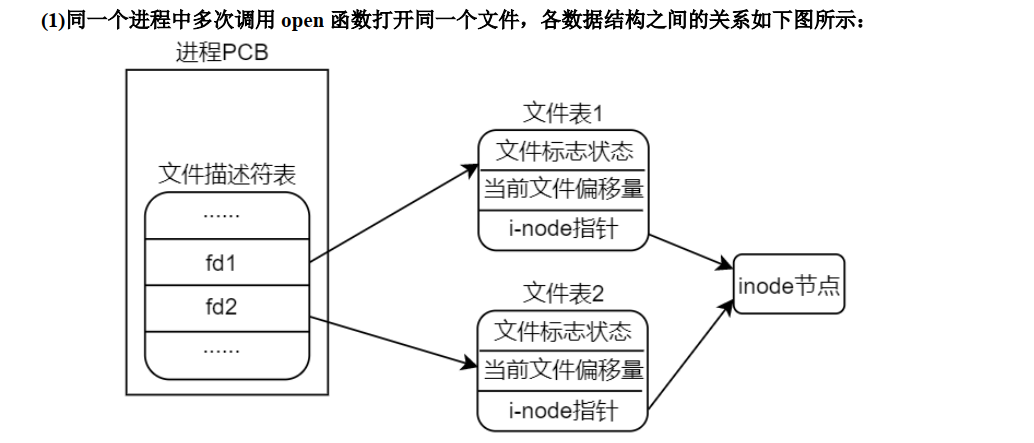 (1)同一个进程中多次调用 open 函数打开同一个文件，各数据结构之间的关系如下图所示：
进程PCB
文件描述符表
......
fd1
fd2
......
文件表1
文件标志状态
当前文件偏移量
i-node指针
文件表2
文件标志状态
当前文件偏移量
i-node指针
inode节点